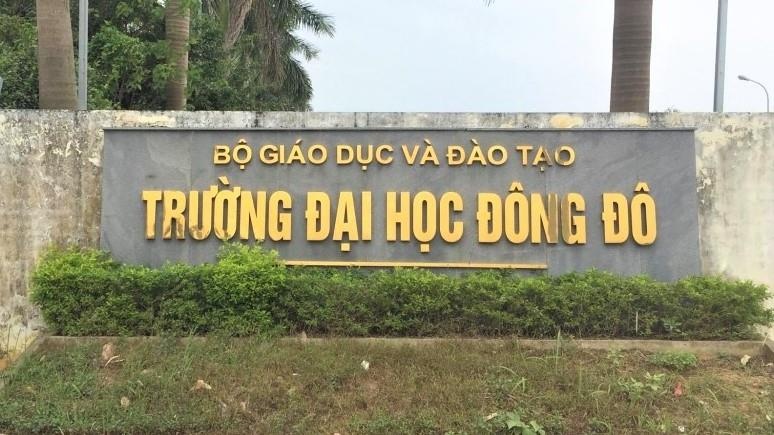 BỘ GIÁO DỤC VÀ ĐÀO TẠO
TRƯỜNG ĐẠI HỌC ĐÔNG ĐÔ